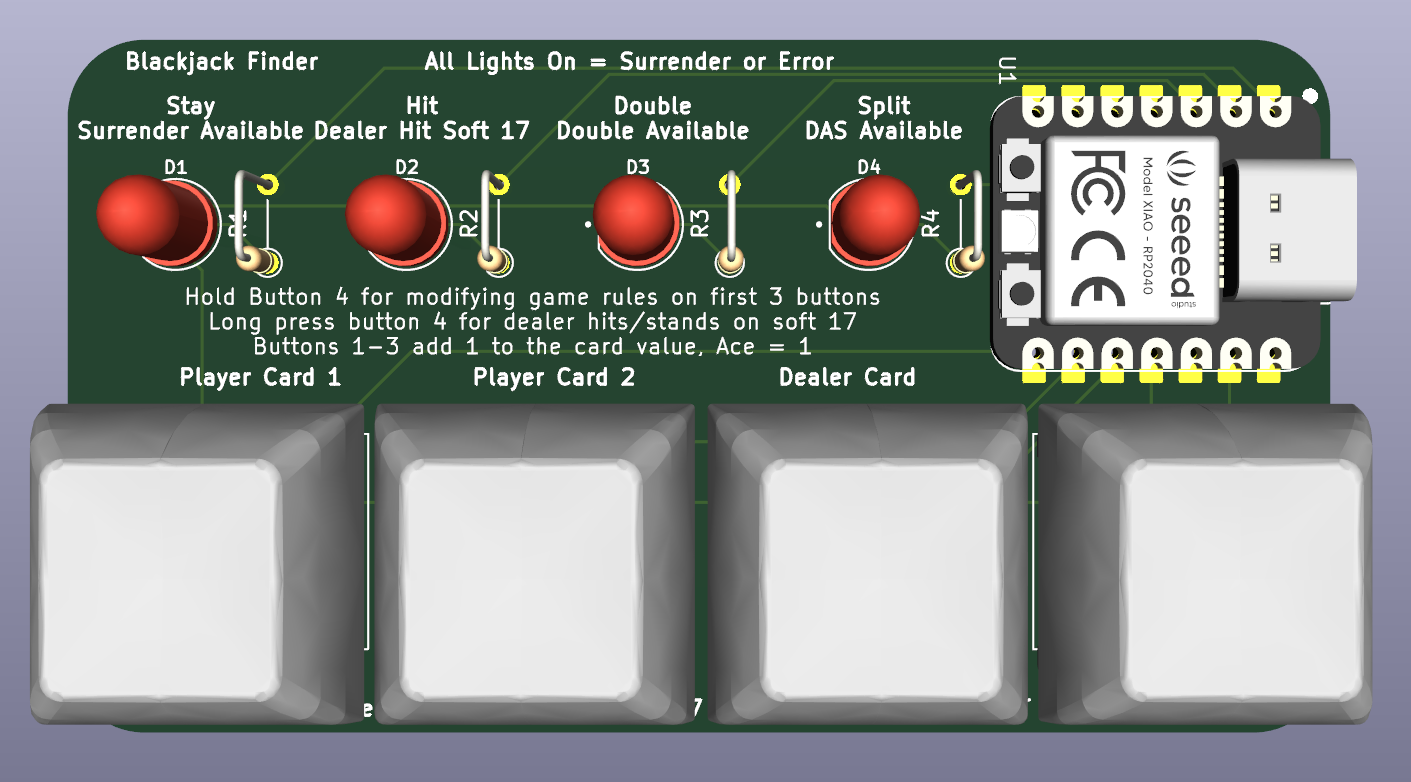 Blackjack Finder
All Lights On = Surrender or Error
U1
Stay
Surrender Available
Hit
Dealer Hit Soft 17
Double
Double Available
Split
DAS Available
D1
D2
D3
D4
R1
R2
R3
R4
FC CE
Model XIAO - RP2040
seeed
studio
Hold Button 4 for modifying game rules on first 3 buttons
Long press button 4 for dealer hits/stands on soft 17
Buttons 1-3 add 1 to the card value, Ace = 1
Player Card 1
Player Card 2
Dealer Card